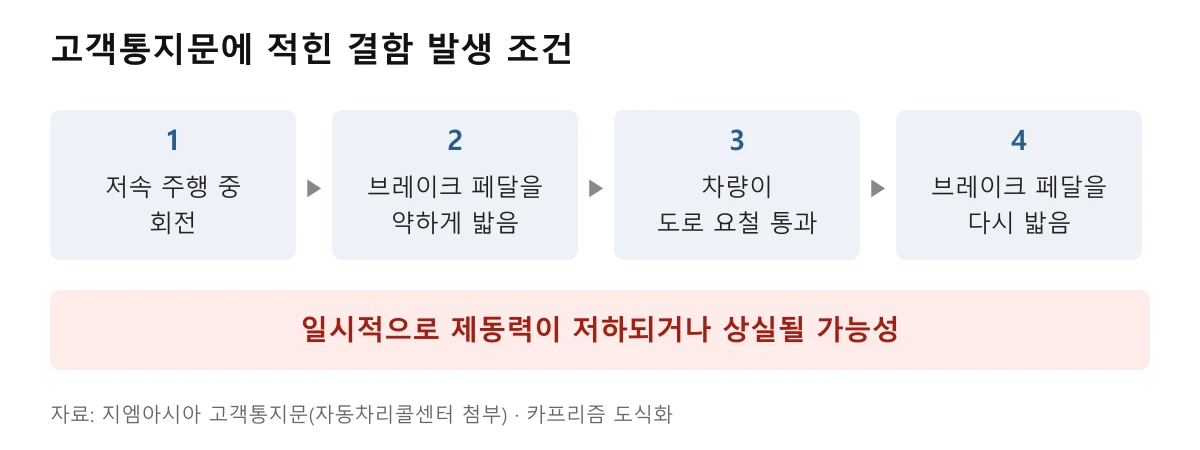 고객통지문에 적힌 결함 발생 조건
1
저속 주행 중
회전
2
브레이크 페달을
약하게 밟음
3
차량이
도로 요철 통과
4
브레이크 페달을
다시 밟음
일시적으로 제동력이 저하되거나 상실될 가능성
자료: 지엠아시아 고객통지문(자동차리콜센터 첨부) · 카프리즘 도식화